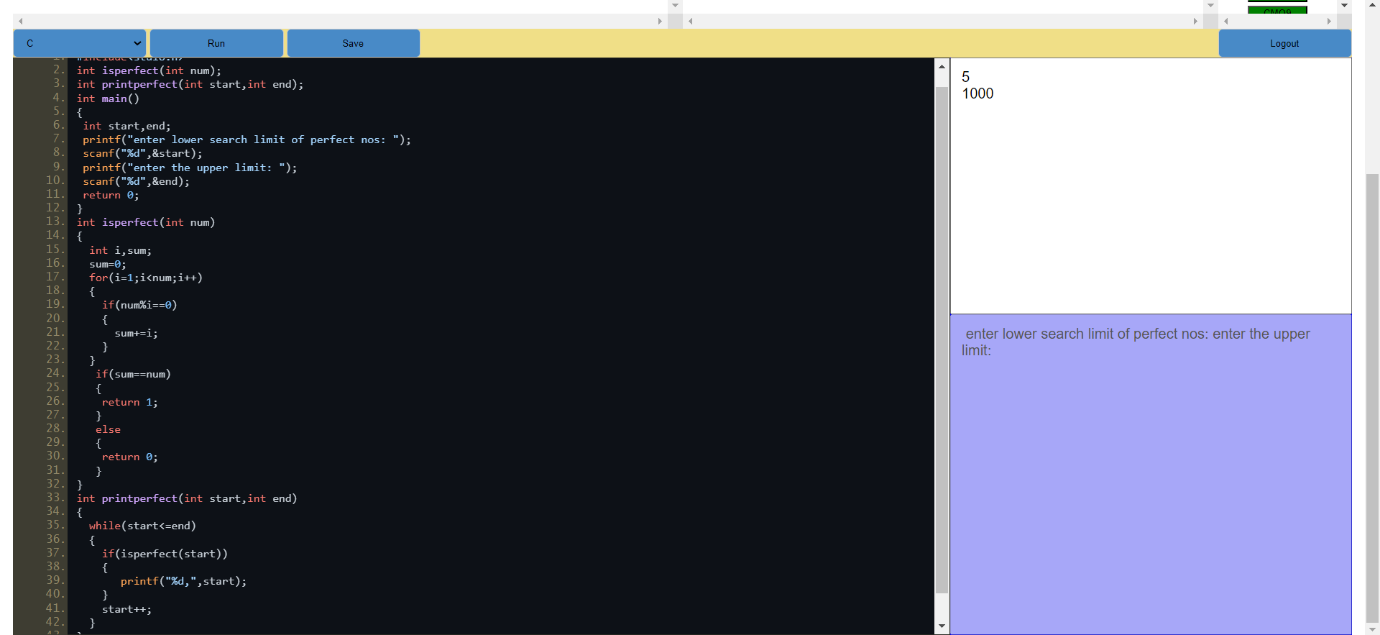 C Run Save Logout
2. int isperfect(int num);
3. int printperfect(int start,int end);
4. int main()
5. {
6. int start,end;
7. printf("enter lower search limit of perfect nos: ");
8. scanf("%d",&start);
9. printf("enter the upper limit: ");
10. scanf("%d",&end);
11. return 0;
12. }
13. int isperfect(int num)
14. {
15. int i,sum;
16. sum=0;
17. for(i=1;i<num;i++)
18. {
19. if(num%i==0)
20. {
21. sum+=i;
22. }
23. }
24. if(sum==num)
25. {
26. return 1;
27. }
28. else
29. {
30. return 0;
31. }
32. }
33. int printperfect(int start,int end)
34. {
35. while(start<=end)
36. {
37. if(isperfect(start))
38. {
39. printf("%d,",start);
40. }
41. start++;
42. }
5
1000
enter lower search limit of perfect nos: enter the upper
limit: